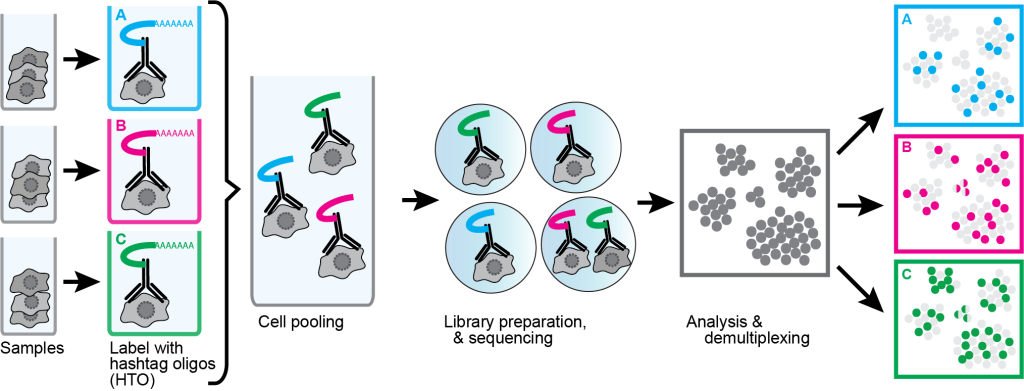 A
AAAAAAA
B
AAAAAAA
C
AAAAAAA
Samples
Label with
hashtag oligos
(HTO)
Cell pooling
Library preparation,
& sequencing
Analysis &
demultiplexing
A
B
C